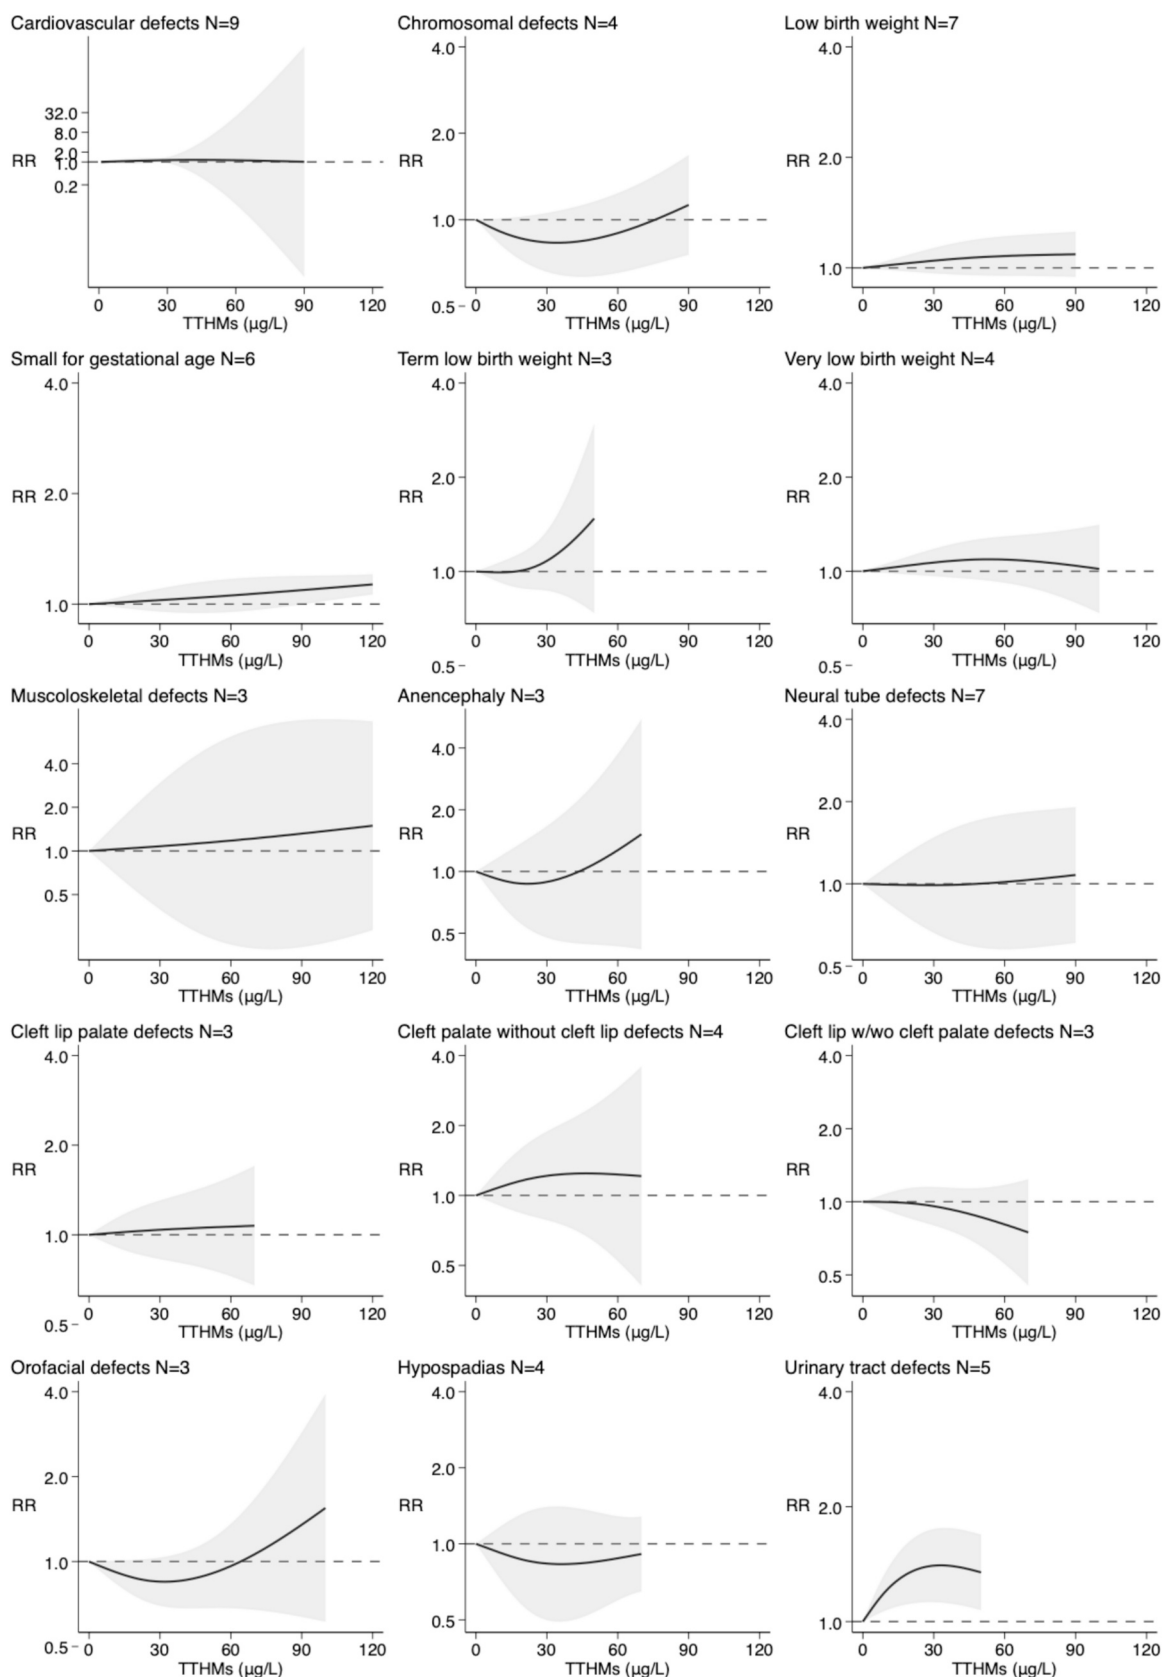 Cardiovascular defects N=9
32.0
8.0
2.0
1.0
0.2
RR
0 30 60 90 120
TTHMs (µg/L)
Chromosomal defects N=4
4.0
2.0
RR
1.0
0.5
0 30 60 90 120
TTHMs (µg/L)
Low birth weight N=7
4.0
2.0
RR
1.0
0 30 60 90 120
TTHMs (µg/L)
Small for gestational age N=6
4.0
RR 2.0
1.0
0 30 60 90 120
TTHMs (µg/L)
Term low birth weight N=3
4.0
2.0
RR
1.0
0 30 60 90 120
TTHMs (µg/L)
0.5
Very low birth weight N=4
4.0
2.0
RR
1.0
0 30 60 90 120
TTHMs (µg/L)
0.5
Muscoloskeletal defects N=3
4.0
2.0
RR
1.0
0.5
0 30 60 90 120
TTHMs (µg/L)
Anencephaly N=3
4.0
2.0
RR
1.0
0.5
0 30 60 90 120
TTHMs (µg/L)
Neural tube defects N=7
4.0
2.0
RR
1.0
0.5
0 30 60 90 120
TTHMs (µg/L)
Cleft lip palate defects N=3
4.0
2.0
RR
1.0
0 30 60 90 120
0.5
TTHMs (µg/L)
Cleft palate without cleft lip defects N=4
4.0
2.0
RR
1.0
0.5
0 30 60 90 120
TTHMs (µg/L)
Cleft lip w/wo cleft palate defects N=3
4.0
2.0
RR
1.0
0.5
0 30 60 90 120
TTHMs (µg/L)
Orofacial defects N=3
4.0
2.0
RR
1.0
0.5
0 30 60 90 120
TTHMs (µg/L)
Hypospadias N=4
4.0
2.0
RR
1.0
0.5
0 30 60 90 120
TTHMs (µg/L)
Urinary tract defects N=5
4.0
RR 2.0
1.0
0 30 60 90 120
TTHMs (µg/L)